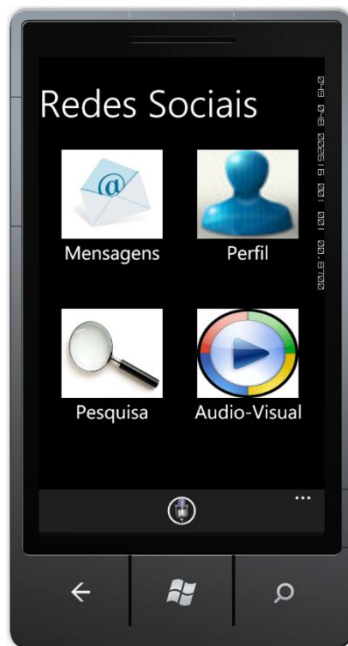 Redes Sociais
@
Mensagens
Perfil
Pesquisa
Audio-Visual
...